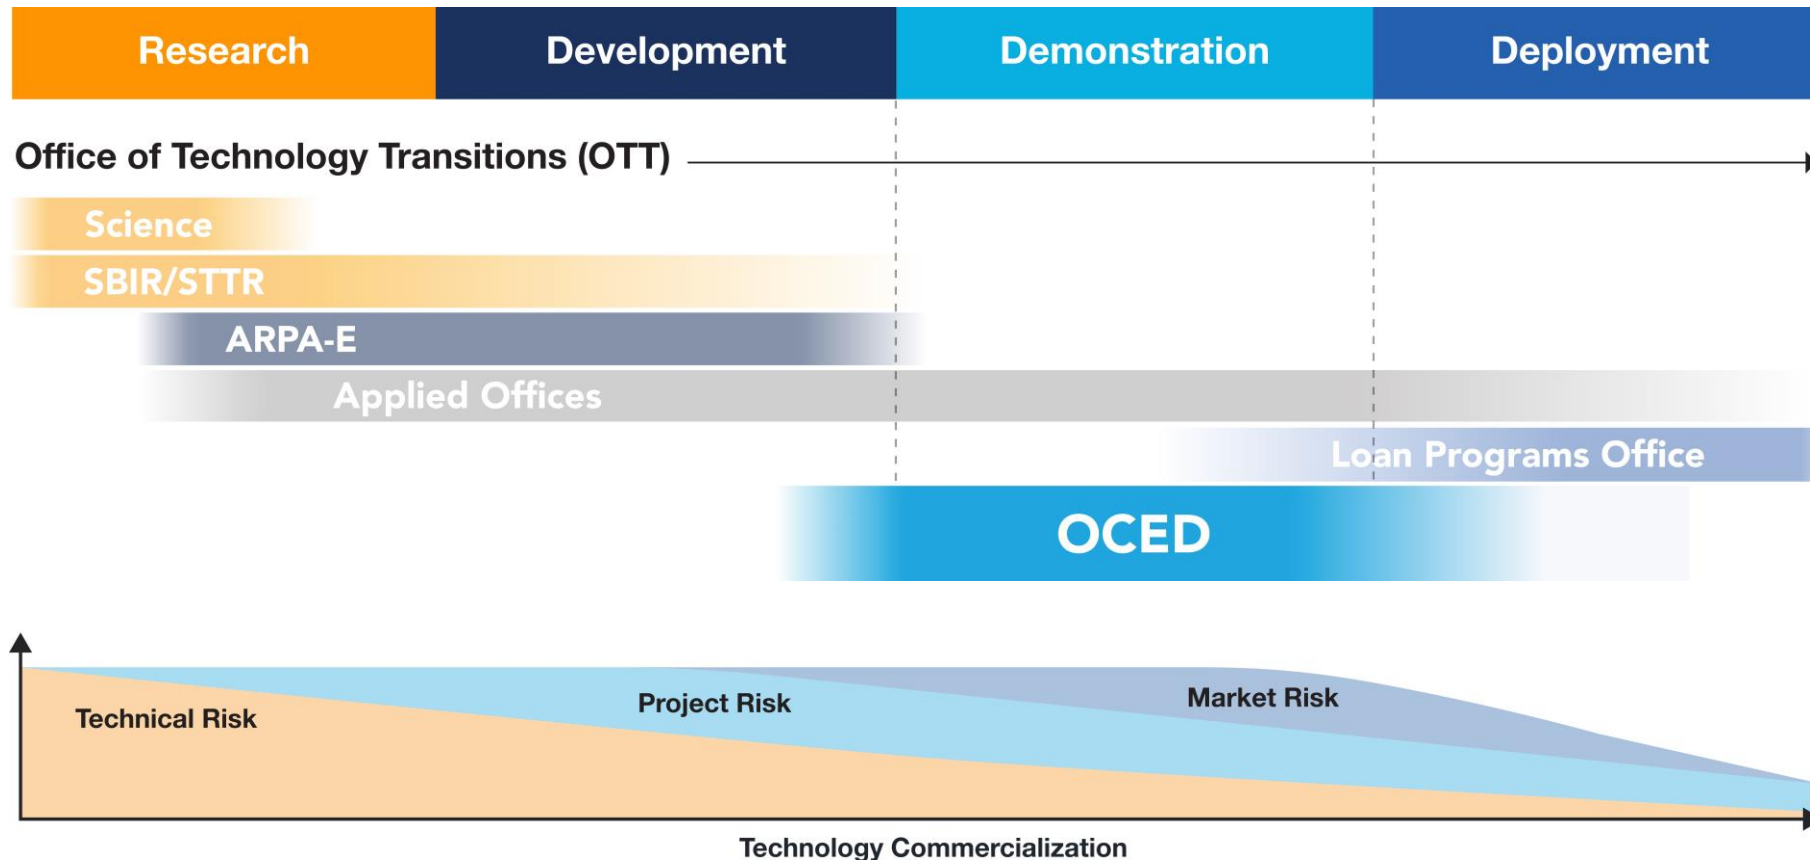 Research
Development
Demonstration
Deployment
Office of Technology Transitions (OTT)
Science
SBIR/STTR
ARPA-E
Applied Offices
Loan Programs Office
OCED
Technical Risk
Project Risk
Market Risk
Technology Commercialization